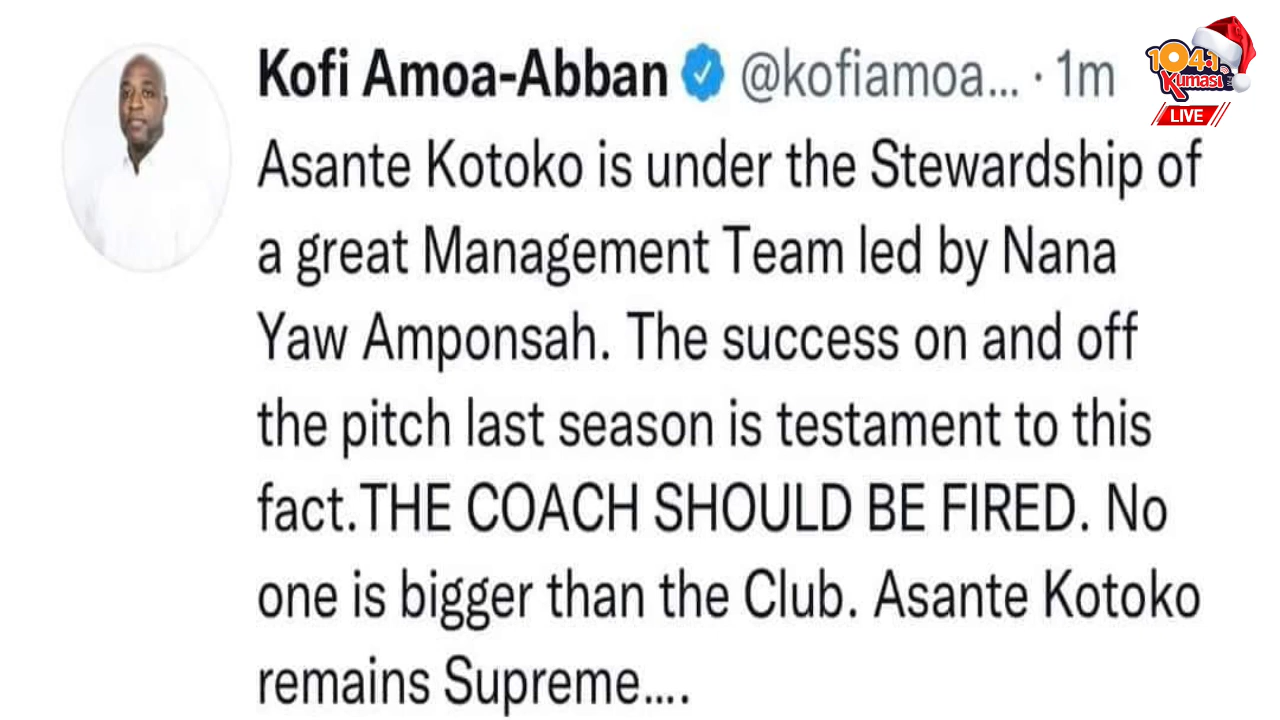 Kofi Amoa-Abban @kofiamoa... · 1m
Asante Kotoko is under the Stewardship of
a great Management Team led by Nana
Yaw Amponsah. The success on and off
the pitch last season is testament to this
fact.THE COACH SHOULD BE FIRED. No
one is bigger than the Club. Asante Kotoko
remains Supreme....
104.1
Kumasi
LIVE